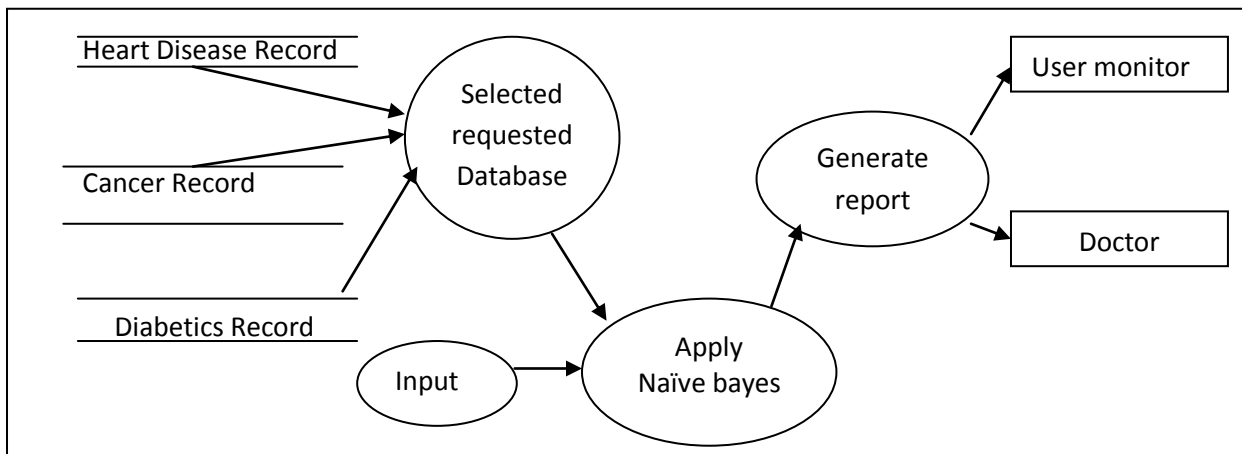 Heart Disease Record
Cancer Record
Diabetics Record
Selected
requested
Database
Input
Apply
Naïve bayes
Generate
report
User monitor
Doctor